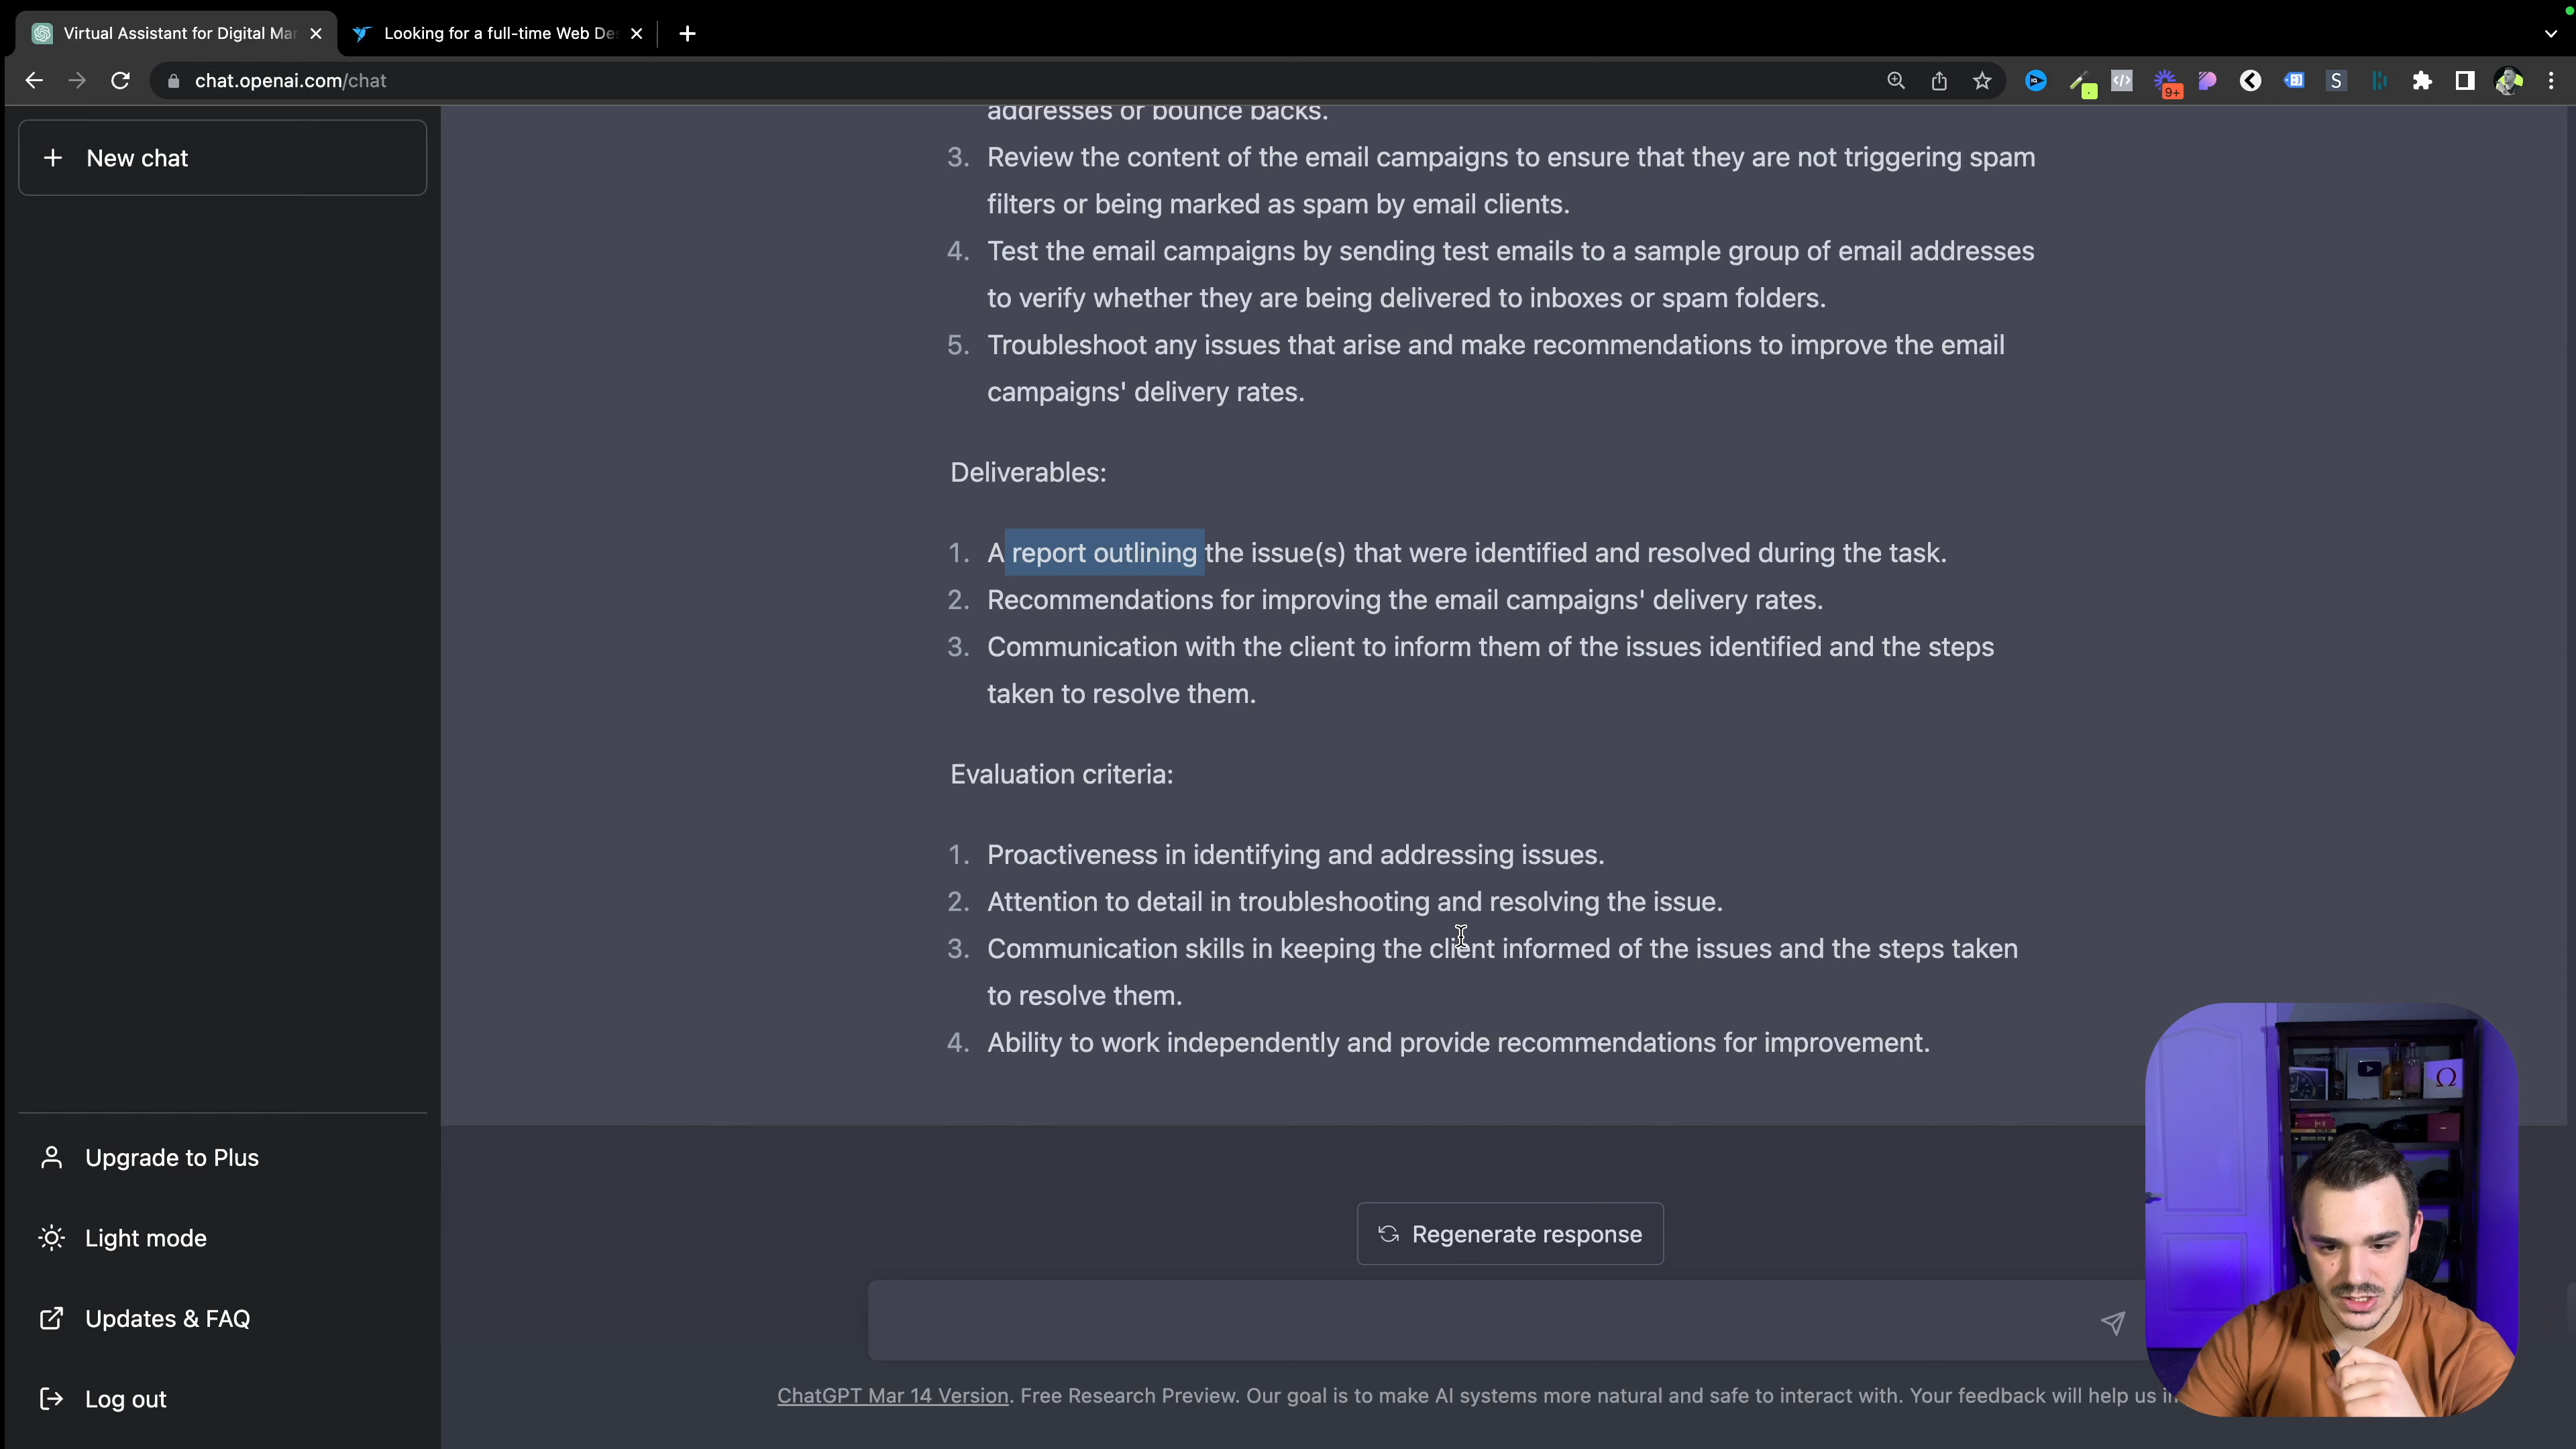 Virtual Assistant for Digital Mar
Looking for a full-time Web Des
chat.openai.com/chat
9+
S
New chat
addresses or bounce backs.
3. Review the content of the email campaigns to ensure that they are not triggering spam
filters or being marked as spam by email clients.
4. Test the email campaigns by sending test emails to a sample group of email addresses
to verify whether they are being delivered to inboxes or spam folders.
5. Troubleshoot any issues that arise and make recommendations to improve the email
campaigns' delivery rates.
Deliverables:
1. A report outlining the issue(s) that were identified and resolved during the task.
2. Recommendations for improving the email campaigns' delivery rates.
3. Communication with the client to inform them of the issues identified and the steps
taken to resolve them.
Evaluation criteria:
1. Proactiveness in identifying and addressing issues.
2. Attention to detail in troubleshooting and resolving the issue.
3. Communication skills in keeping the client informed of the issues and the steps taken
to resolve them.
4. Ability to work independently and provide recommendations for improvement.
Upgrade to Plus
Light mode
Updates & FAQ
Log out
Regenerate response
ChatGPT Mar 14 Version. Free Research Preview. Our goal is to make AI systems more natural and safe to interact with. Your feedback will help us